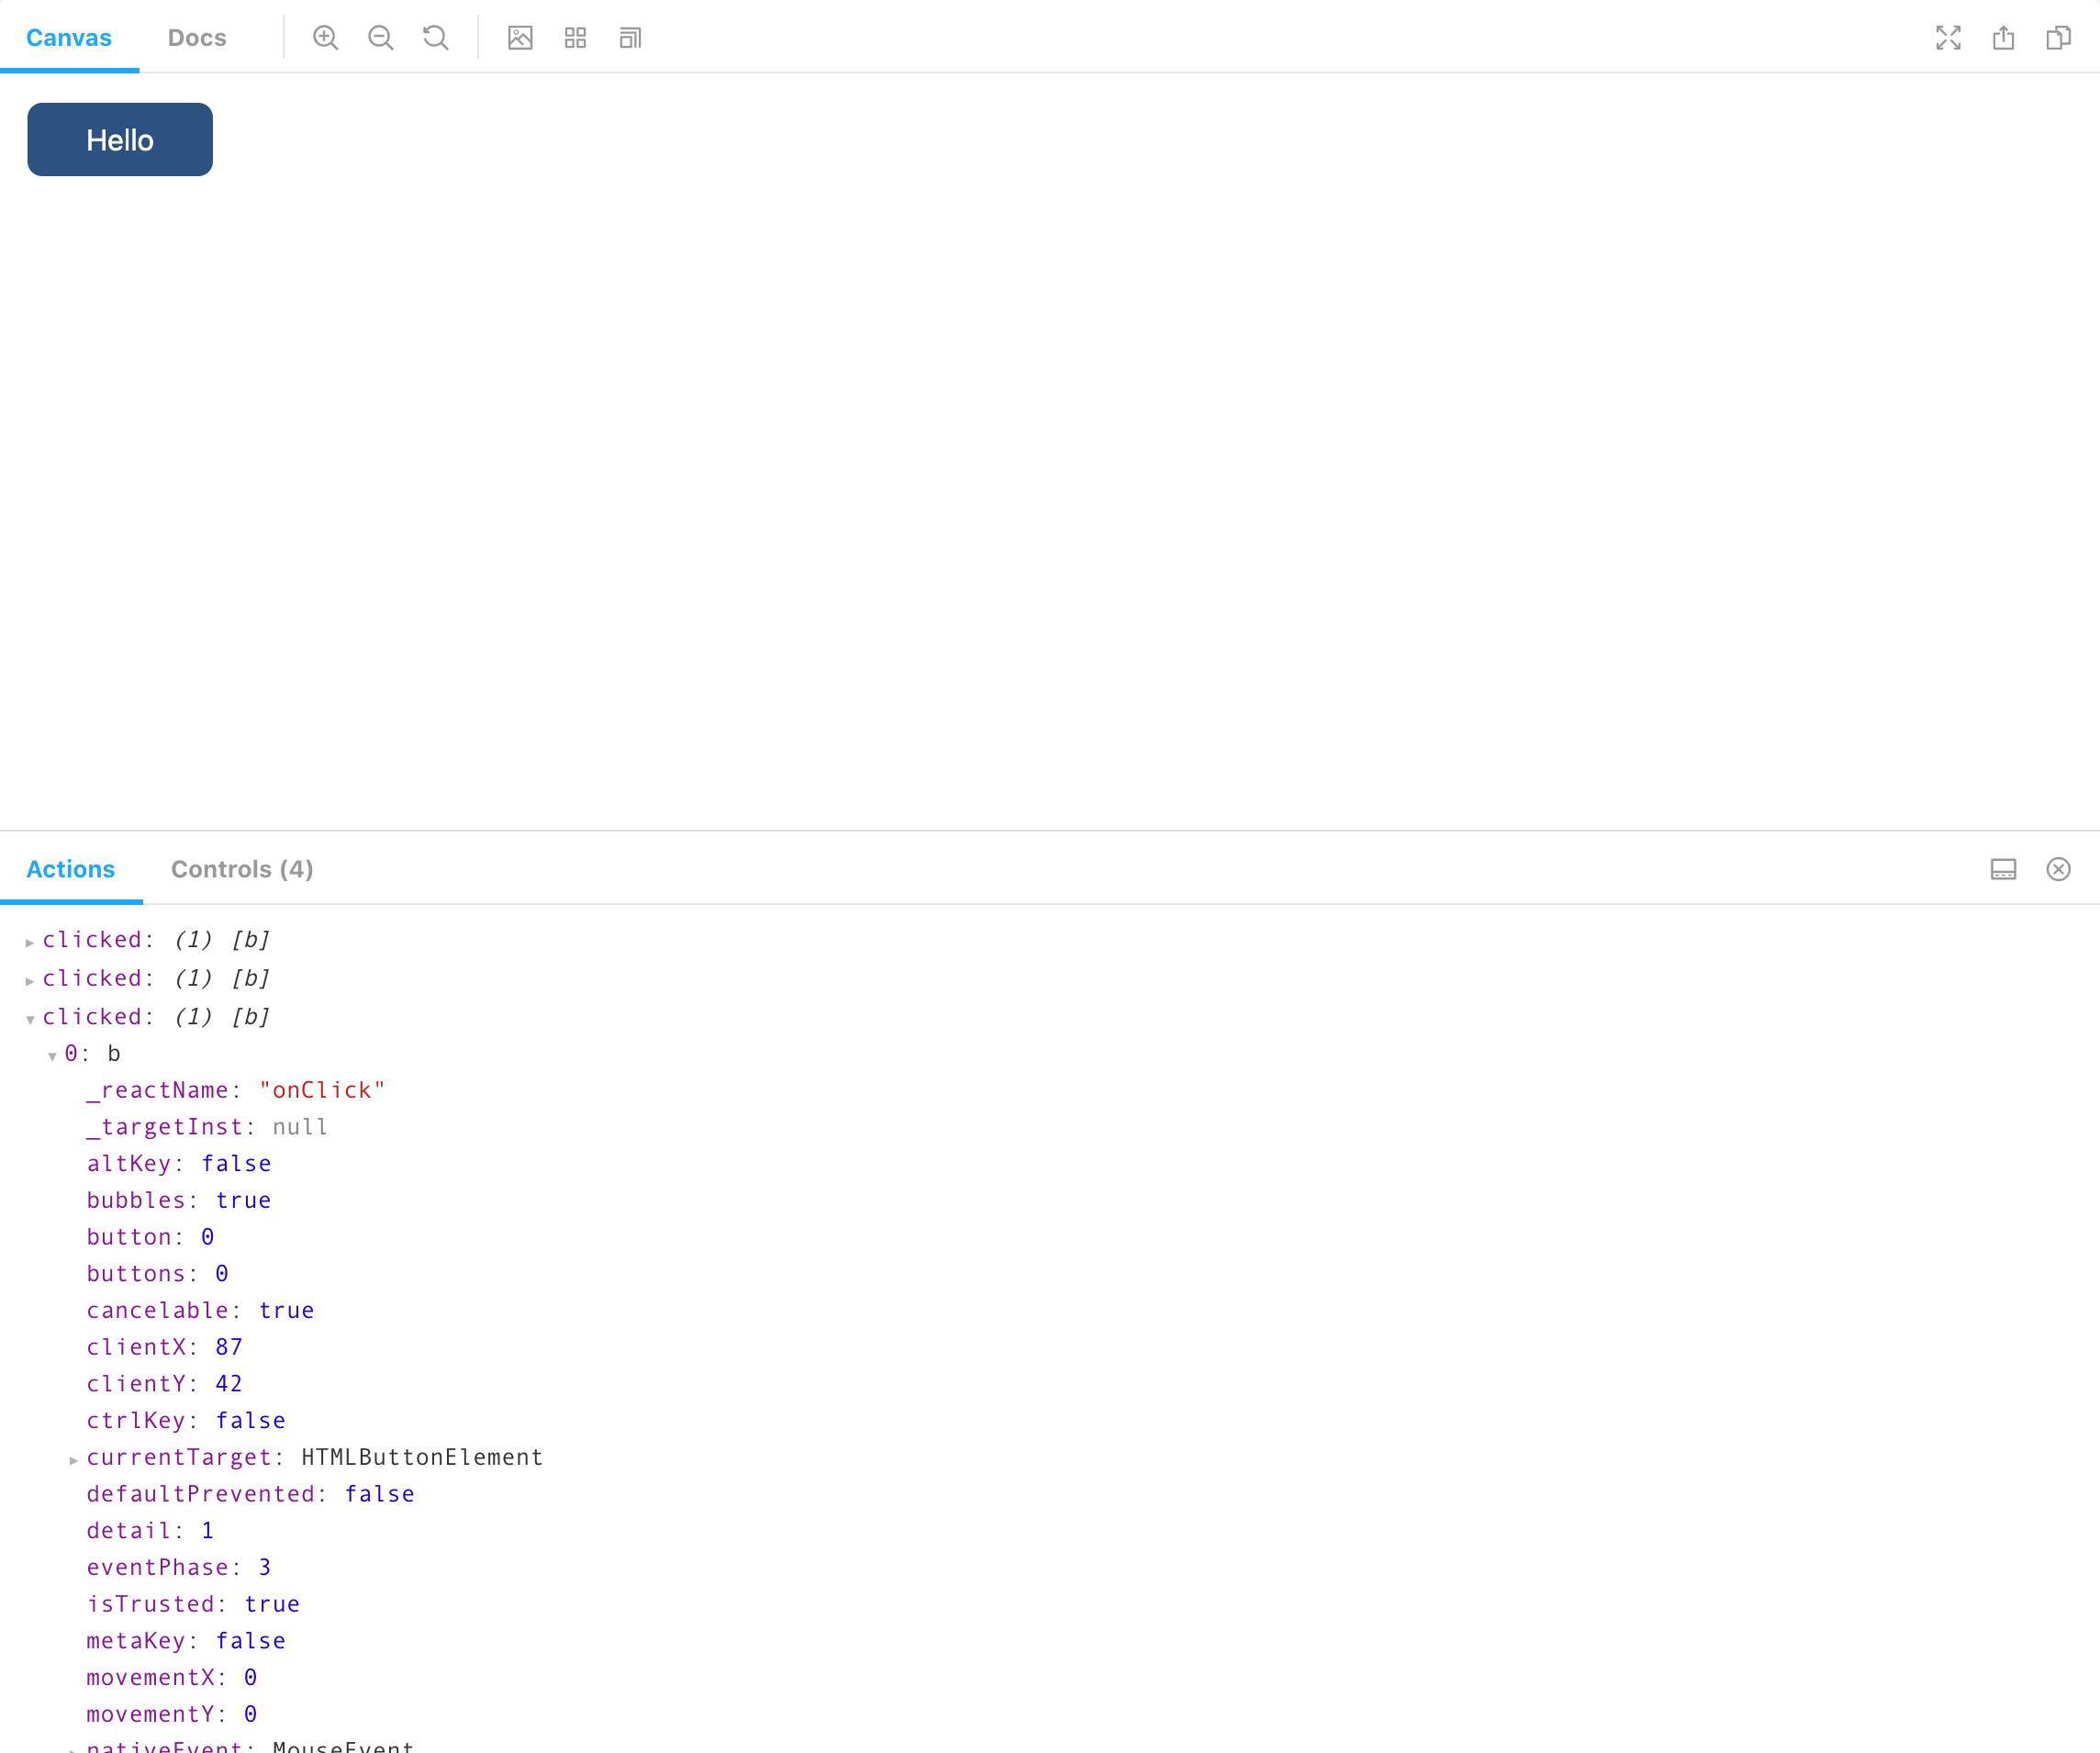 Canvas Docs
Hello
Actions Controls (4)
▸ clicked: (1) [b]
▸ clicked: (1) [b]
▾ clicked: (1) [b]
▾ 0: b
_reactName: "onClick"
_targetInst: null
altKey: false
bubbles: true
button: 0
buttons: 0
cancelable: true
clientX: 87
clientY: 42
ctrlKey: false
▸ currentTarget: HTMLButtonElement
defaultPrevented: false
detail: 1
eventPhase: 3
isTrusted: true
metaKey: false
movementX: 0
movementY: 0
▸ nativeEvent: MouseEvent